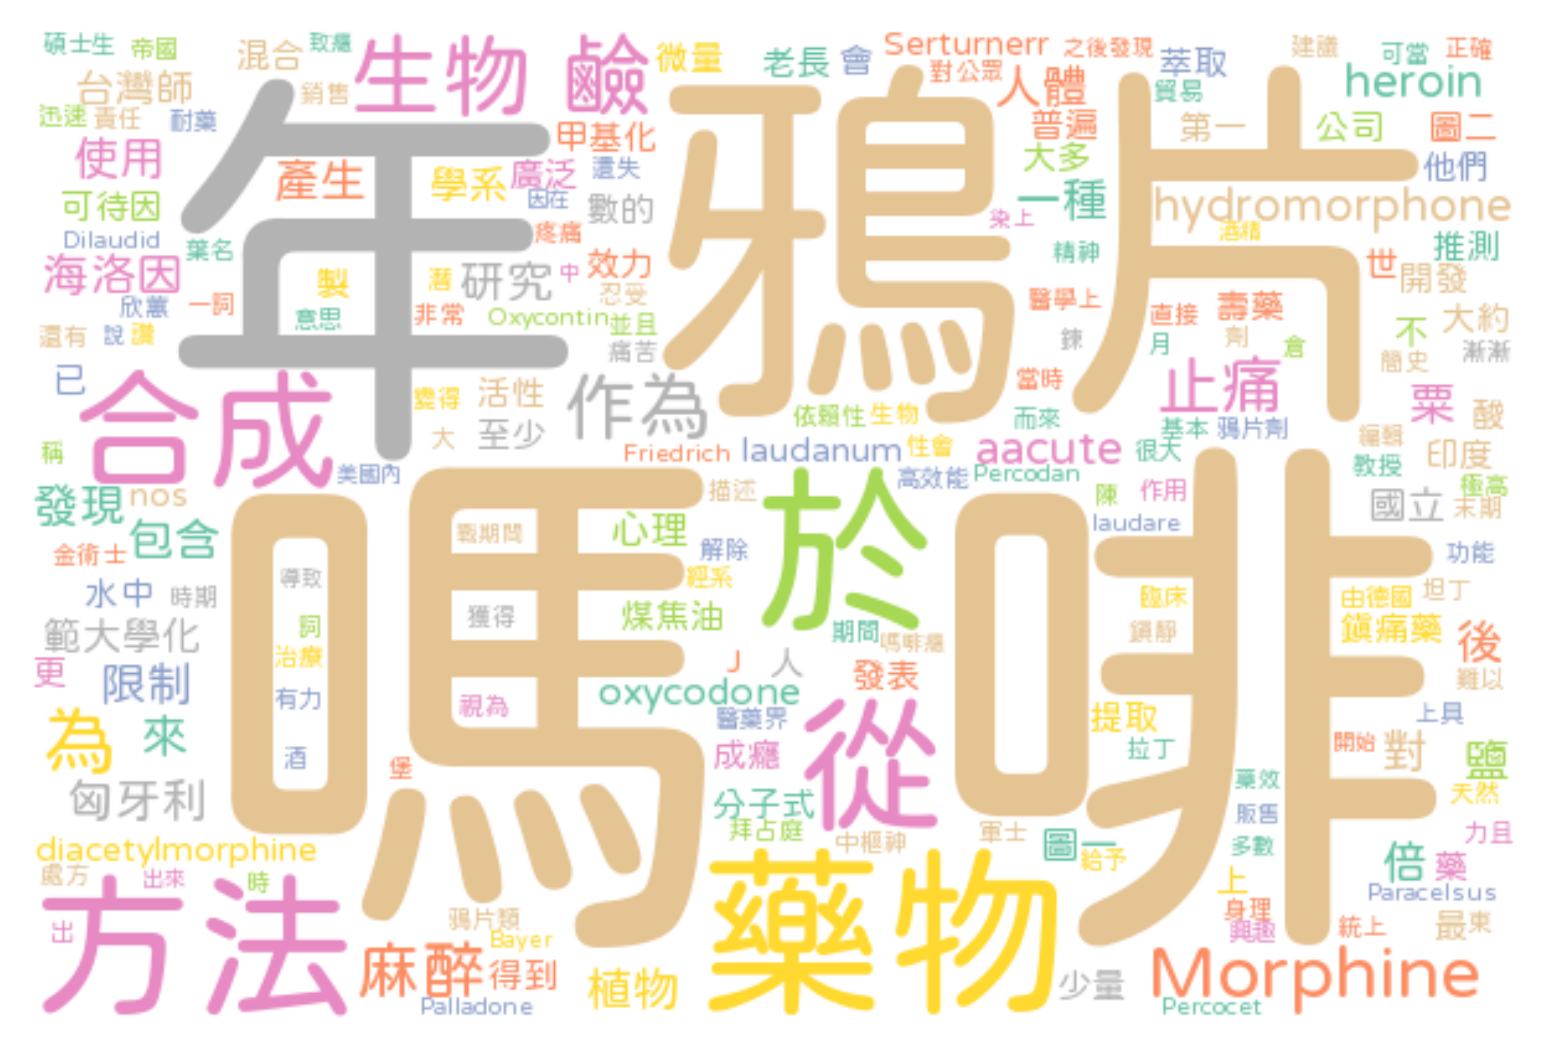 碩士生
帝國
混合
致癮
生物
鹼
微量
老長
會
Serturnerr
之後發現
建議
可當
正確
台灣師
銷售
對公眾
人體
萃取
貿易
heroin
迅速
責任
耐藥
年
鴉片
甲基化
普遍
第一
公司
圖二
使用
產生
學系
廣泛
還失
大多
他們
可待因
因在
數的
一種
染上
hydromorphone
酒精
Dilaudid
葉名
疼痛
精神
推測
海洛因
製
潛
研究
中
效力
忍受
世
開發
欣薰
一詞
意思
非常
Oxycontin
並且
醫學上
直接
壽藥
不
大約
還有
說
讚
痛苦
鍊
月
劑
倉
簡史
漸漸
已
合成
變得
活性
作為
當時
止痛
粟
酸
大
至少
依賴性
生物
而來
基本
鴉片劑
編輯
印度
稱
美國內
Friedrich
laudanum
性會
aacute
很大
教授
發現
nos
嗎啡
描述
於
高效能
Percodan
陳
作用
國立
極高
末期
包含
戰期間
心理
laudare
金術士
解除
功能
水中
時期
導致
經系
臨床
由德國
坦丁
範大學化
詞
獲得
煤焦油
期間
嗎啡癮
鎮靜
鎮痛藥
後
更
限制
治療
J
人
發表
難以
有力
視為
oxycodone
醫藥界
從
提取
上具
為
來
酒
堡
成癮
拉丁
開始
對
鹽
匈牙利
分子式
藥效
天然
拜占庭
中樞神
軍士
圖一
販售
力且
diacetylmorphine
給予
多數
倍
藥
處方
出來
時
方法
藥物
上
Paracelsus
出
鴉片類
Bayer
身理
興趣
統上
最
東
麻醉
得到
植物
少量
Morphine
Palladone
Percocet